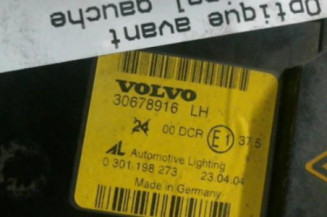 Optique avant
gauche
VOLVO
30678916 LH
24 00 DCR E1 37.5
AL Automotive Lighting
0 301 198 273 23.04.04
Made in Germany